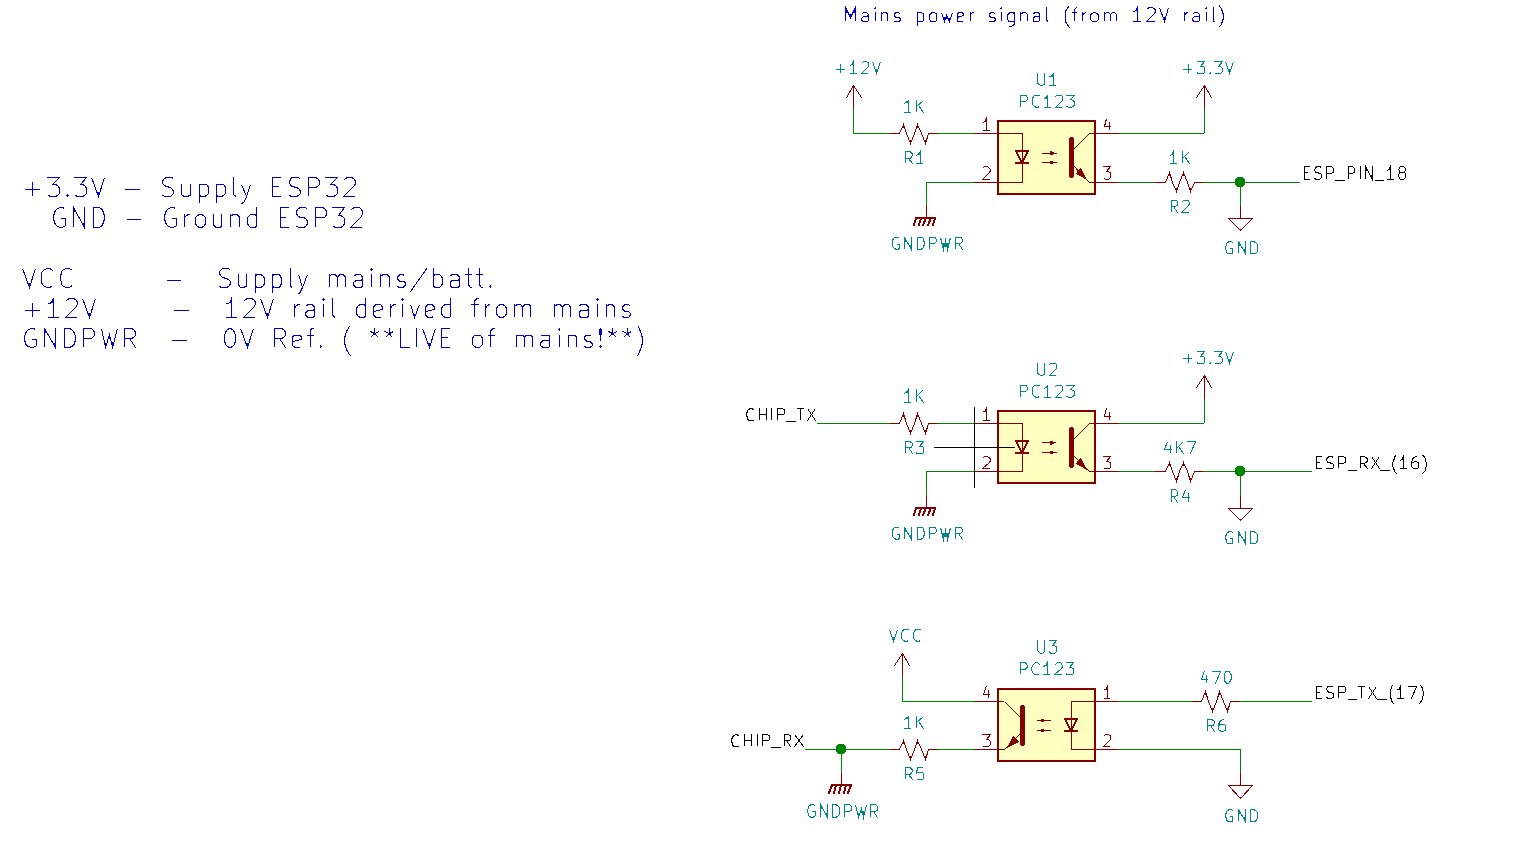 Mains power signal (from 12V rail)
+12V
+3.3V
U1
PC123
1K
R1
1
2
4
3
1K
R2
ESP_PIN_18
GNDPWR
GND
+3.3V - Supply ESP32
GND - Ground ESP32
VCC - Supply mains/batt.
+12V - 12V rail derived from mains
GNDPWR - 0V Ref. ( **LIVE of mains!**)
+3.3V
U2
PC123
CHIP_TX
1K
R3
1
2
4
3
4K7
R4
ESP_RX_(16)
GNDPWR
GND
VCC
U3
PC123
4
3
1
2
470
R6
ESP_TX_(17)
CHIP_RX
1K
R5
GNDPWR
GND